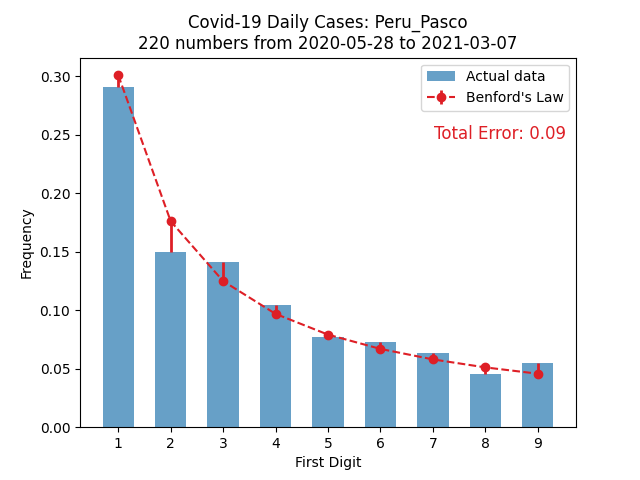 Covid-19 Daily Cases: Peru_Pasco
220 numbers from 2020-05-28 to 2021-03-07
Actual data
Benford's Law
Total Error: 0.09
Frequency
0.30
0.25
0.20
0.15
0.10
0.05
0.00
1 2 3 4 5 6 7 8 9
First Digit